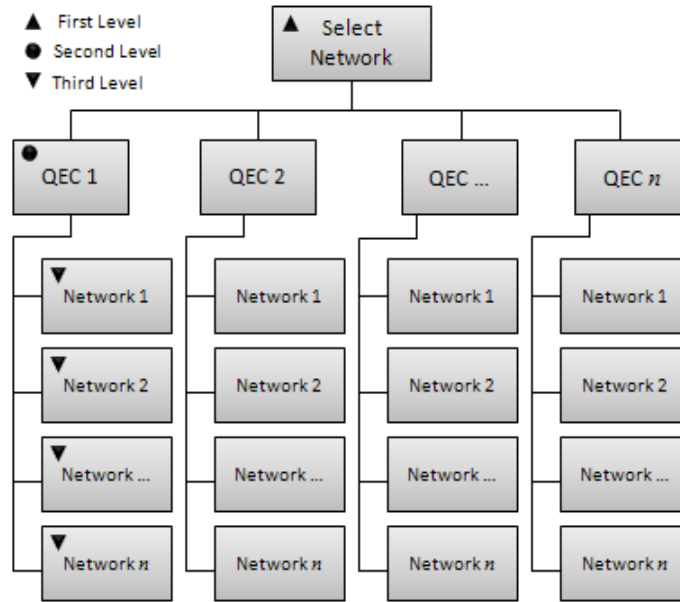 First Level
Second Level
Third Level
Select
Network
QEC 1
QEC 2
QEC ...
QEC n
Network 1
Network 2
Network ...
Network n
Network 1
Network 2
Network ...
Network n
Network 1
Network 2
Network ...
Network n
Network 1
Network 2
Network ...
Network n